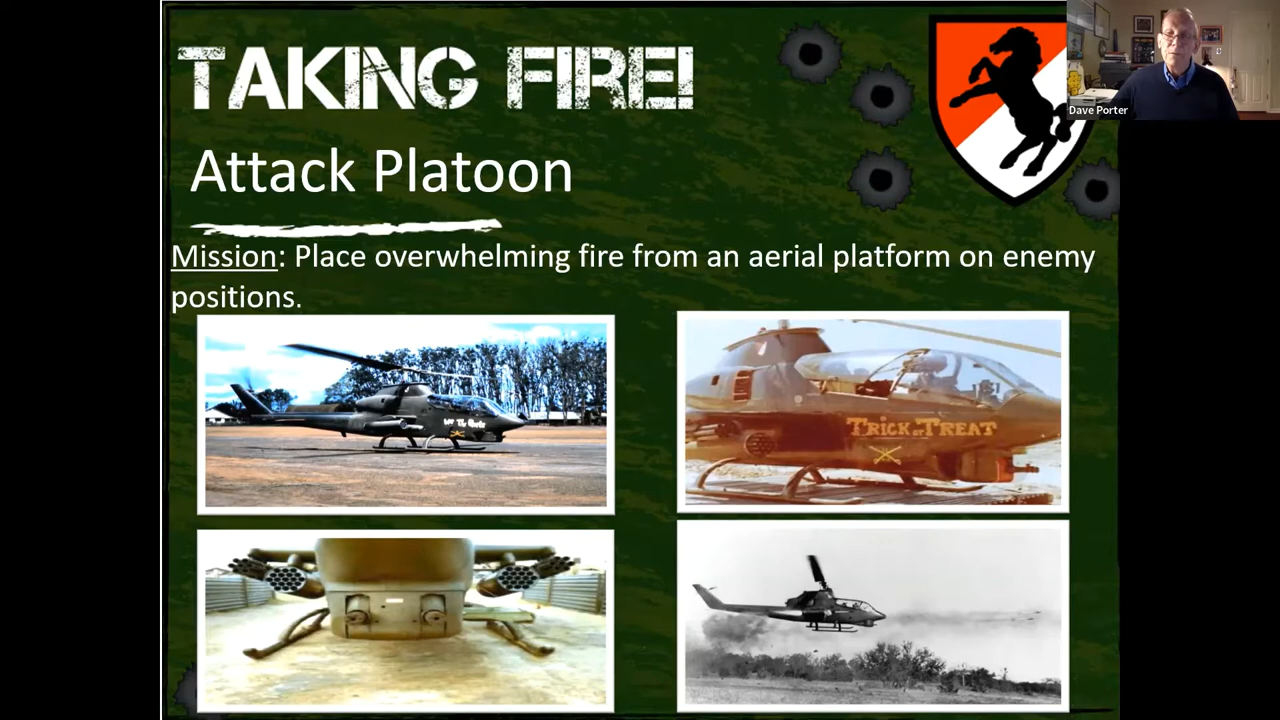 TAKING FIRE!
Dave Porter
Attack Platoon
Mission: Place overwhelming fire from an aerial platform on enemy
positions.
TRICK or TREAT